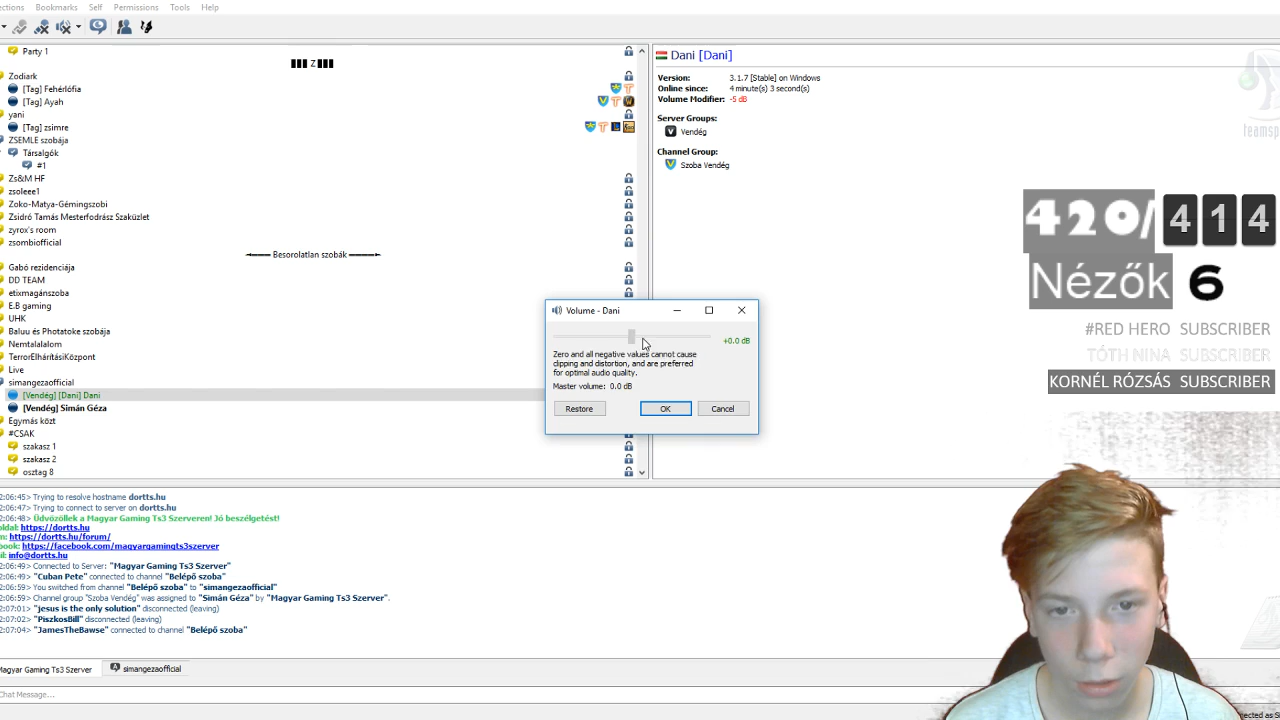 ections Bookmarks Self Permissions Tools Help
Party 1
Z
Zodiark
[Tag] Fehérlófia
[Tag] Ayah
yani
[Tag] zsimre
ZSEMLE szobája
Társalgók
#1
Zs&M HF
zsoleee1
Zoko-Matya-Gémingszobi
Zsidró Tamás Mesterfodrász Szaküzlet
zyrox's room
zsombiofficial
Besorolatlan szobák
Gabó rezidenciája
DD TEAM
etixmagánszoba
E.B gaming
UHK
Baluu és Photatoke szobája
Nemtalalalom
TerrorElhárításiKözpont
Live
simangezaofficial
[Vendég] [Dani] Dani
[Vendég] Simán Géza
Egymás közt
#CSAK
szakasz 1
szakasz 2
osztag 8
Dani [Dani]
Version: 3.1.7 [Stable] on Windows
Online since: 4 minute(s) 3 second(s)
Volume Modifier: -5 dB
Server Groups:
Vendég
Channel Group:
Szoba Vendég
teamsp
420/414
Nézők 6
#RED HERO SUBSCRIBER
TÓTH NINA SUBSCRIBER
KORNÉL RÓZSÁS SUBSCRIBER
Volume - Dani
+0.0 dB
Zero and all negative values cannot cause
clipping and distortion, and are preferred
for optimal audio quality.
Master volume: 0.0 dB
Restore OK Cancel
2:06:45> Trying to resolve hostname dortts.hu
2:06:47> Trying to connect to server on dortts.hu
2:06:48> Üdvözöllek a Magyar Gaming Ts3 Szerveren! Jó beszélgetést!
oldal: https://dortts.hu
m: https://dortts.hu/forum/
book: https://facebook.com/magyargamingts3szerver
il: info@dortts.hu
2:06:49> Connected to Server: "Magyar Gaming Ts3 Szerver"
2:06:49> "Cuban Pete" connected to channel "Belépő szoba"
2:06:59> You switched from channel "Belépő szoba" to "simangezaofficial"
2:06:59> Channel group "Szoba Vendég" was assigned to "Simán Géza" by "Magyar Gaming Ts3 Szerver".
2:07:01> "jesus is the only solution" disconnected (leaving)
2:07:02> "PiszkosBill" disconnected (leaving)
2:07:04> "JamesTheBawse" connected to channel "Belépő szoba"
Magyar Gaming Ts3 Szerver simangezaofficial
Chat Message...
ected as S